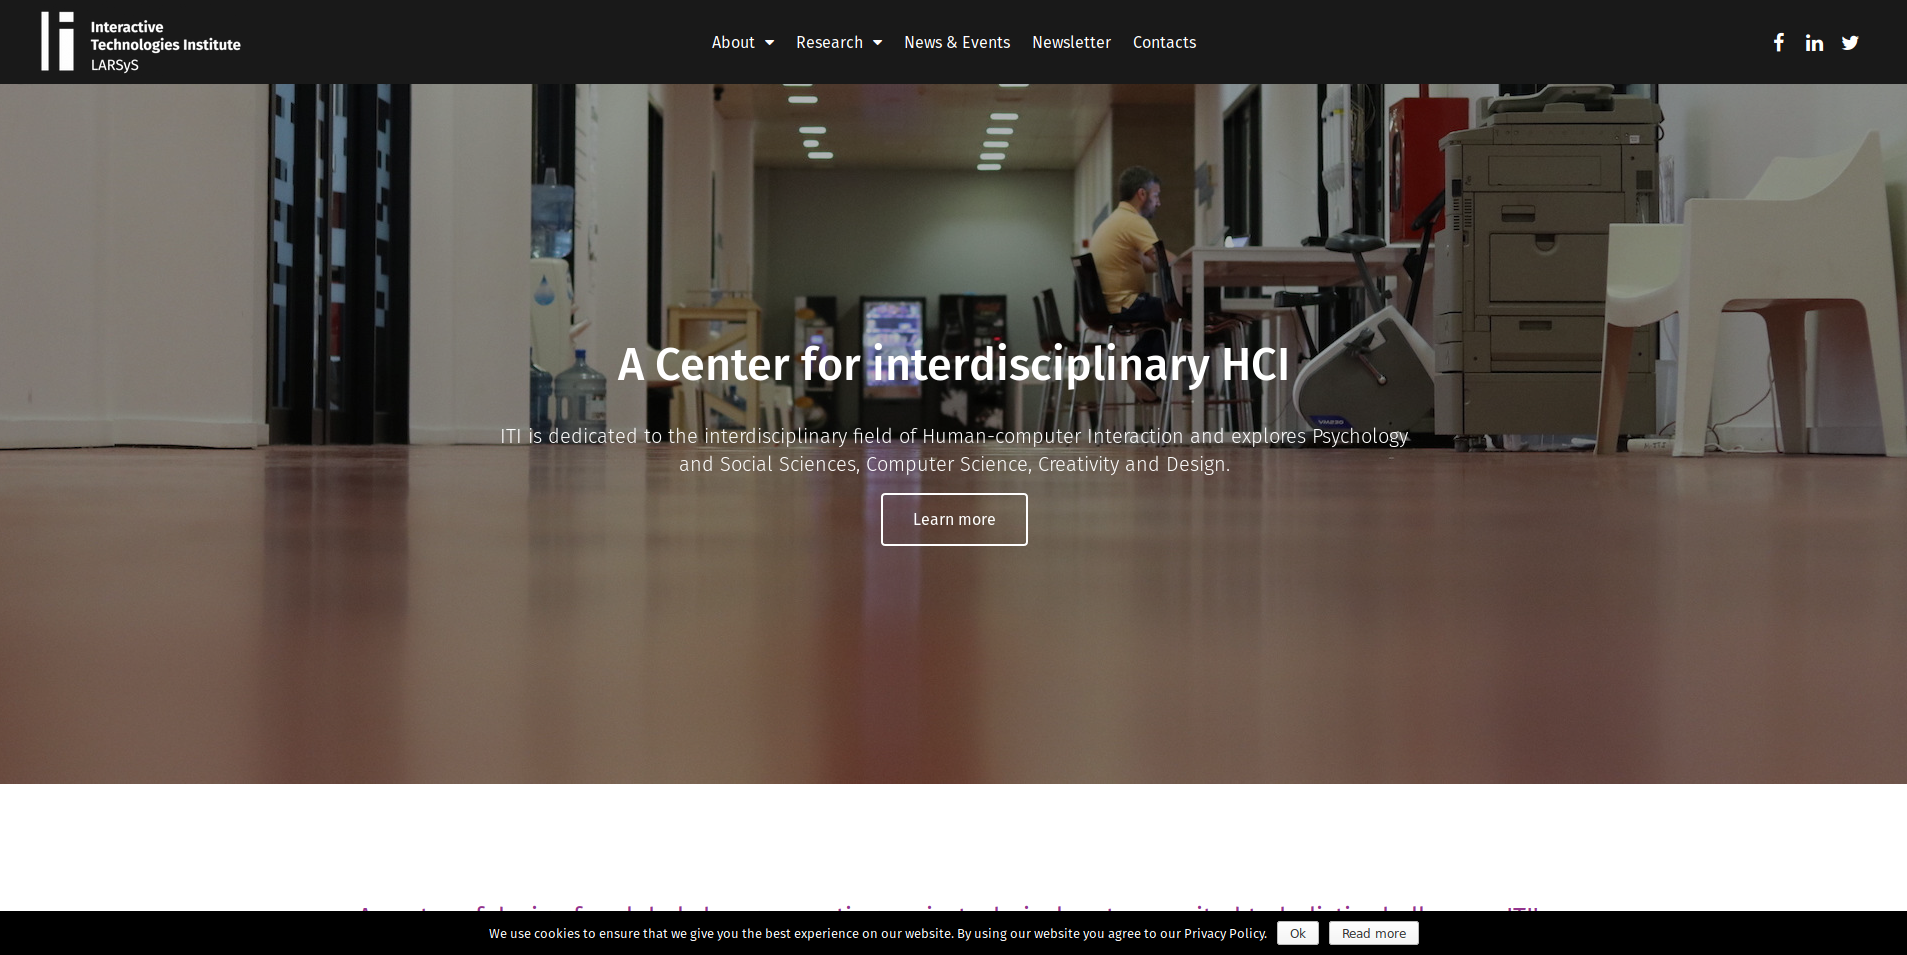 Interactive
Technologies Institute
LARSyS
About
Research
News & Events
Newsletter
Contacts
A Center for interdisciplinary HCI
ITI is dedicated to the interdisciplinary field of Human-computer Interaction and explores Psychology
and Social Sciences, Computer Science, Creativity and Design.
Learn more
We use cookies to ensure that we give you the best experience on our website. By using our website you agree to our Privacy Policy.
Ok
Read more